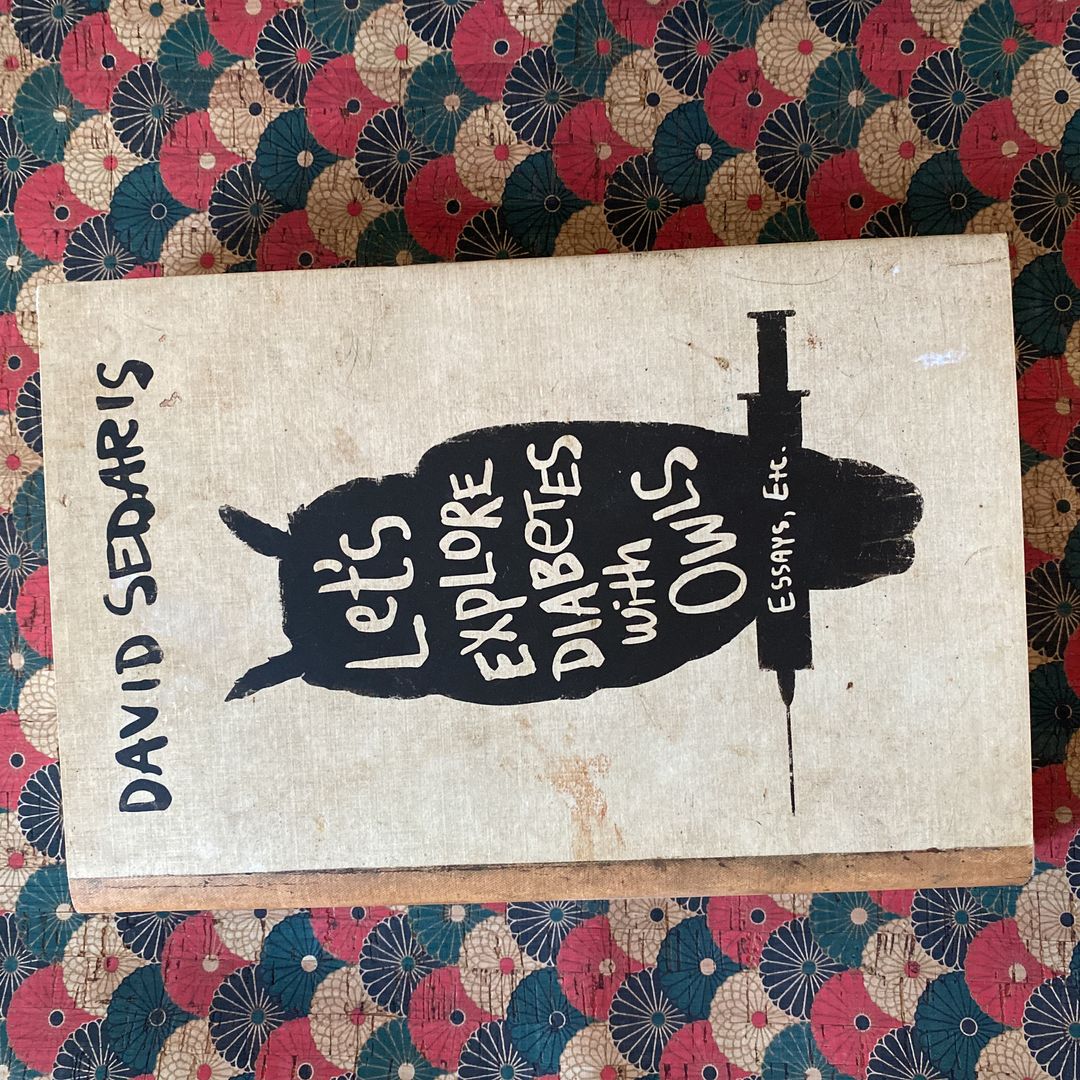 DAVID SEDARIS
Let's
EXPLORE
DIABETES
with
OWLS
ESSAYS, Etc.